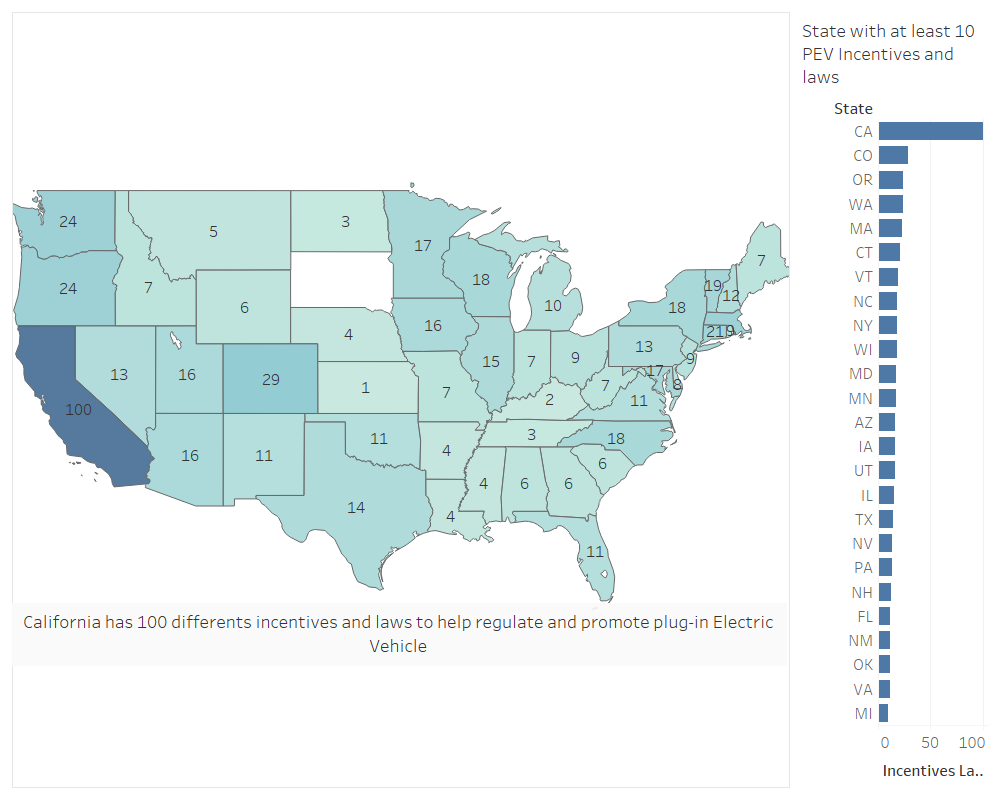 State with at least 10
PEV Incentives and
laws
State
CA
CO
OR
WA
MA
CT
VT
NC
NY
WI
MD
MN
AZ
IA
UT
IL
TX
NV
PA
NH
FL
NM
OK
VA
MI
0 50 100
Incentives La..
24
5
3
17
7
24
7
18
19
12
6
10
18
16
4
21
13
13
16
29
1
15
7
9
9
17
7
7
8
100
2
11
16
11
11
4
3
18
6
14
4
6
6
4
11
California has 100 differents incentives and laws to help regulate and promote plug-in Electric
Vehicle